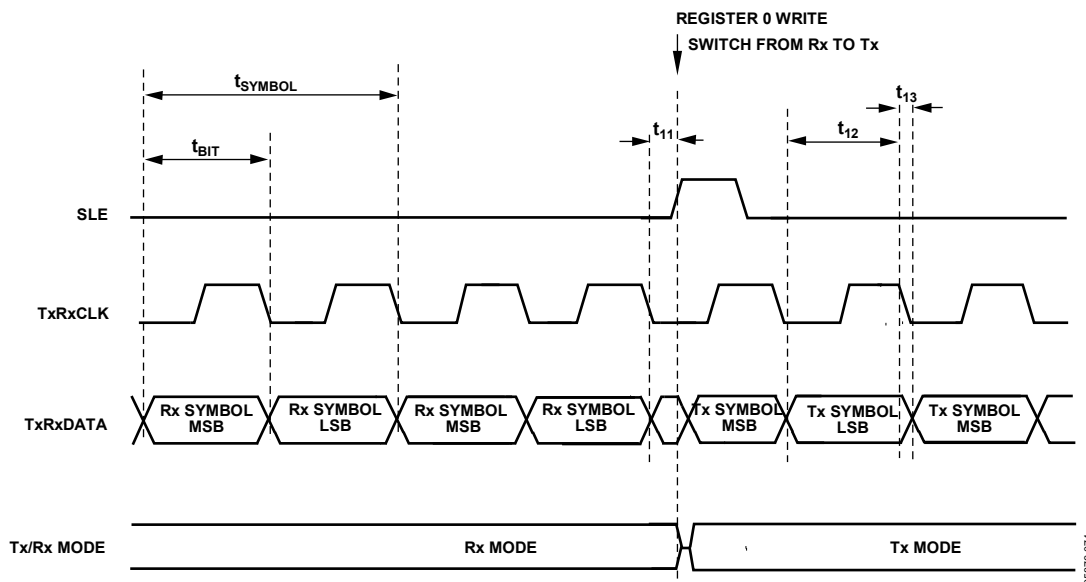 REGISTER 0 WRITE
SWITCH FROM Rx TO Tx
tSYMBOL
t13
t11
t12
tBIT
SLE
TxRxCLK
TxRxDATA
Rx SYMBOL
MSB
Rx SYMBOL
LSB
Rx SYMBOL
MSB
Rx SYMBOL
LSB
Tx SYMBOL
MSB
Tx SYMBOL
LSB
Tx SYMBOL
MSB
Tx/Rx MODE
Rx MODE
Tx MODE